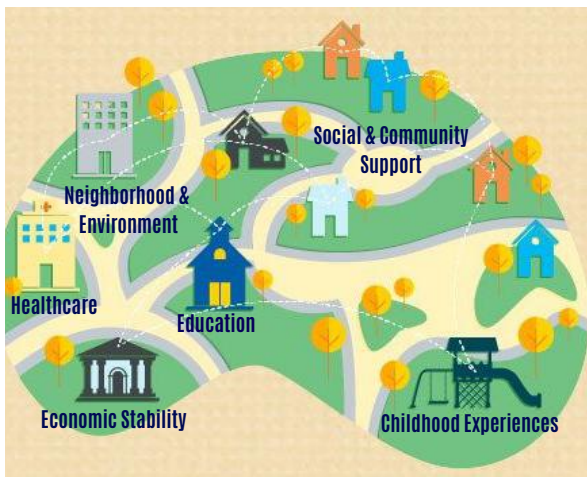 Social & Community
Support
Neighborhood &
Environment
Healthcare
Education
Economic Stability
Childhood Experiences